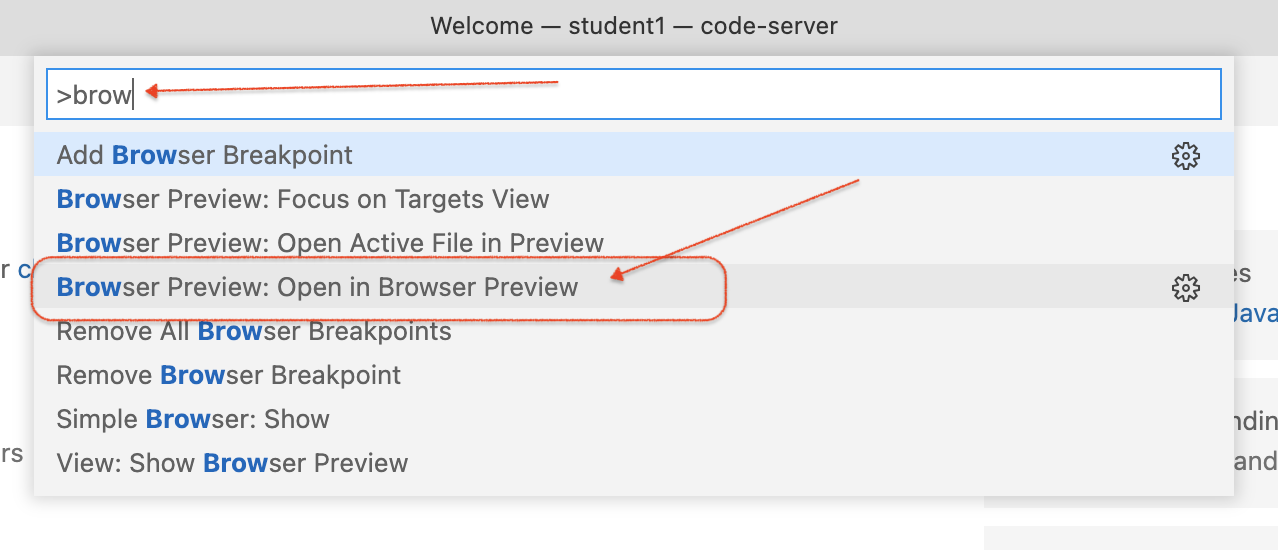 Welcome — student1 — code-server
>brow
Add Browser Breakpoint
Browser Preview: Focus on Targets View
Browser Preview: Open Active File in Preview
Browser Preview: Open in Browser Preview
Remove All Browser Breakpoints
Remove Browser Breakpoint
Simple Browser: Show
View: Show Browser Preview
r c
es
Java
ndin
rs
and